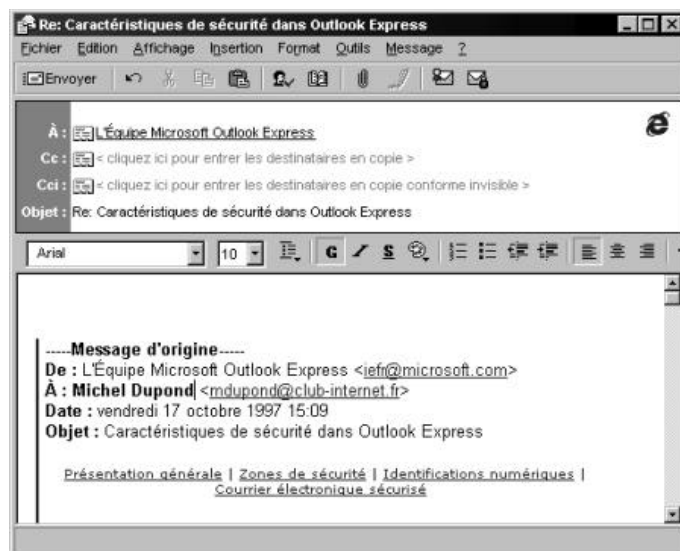 Re: Caractéristiques de sécurité dans Outlook Express
Fichier Edition Affichage Insertion Format Outils Message ?
Envoyer
À : L'Équipe Microsoft Outlook Express
Cc : < cliquez ici pour entrer les destinataires en copie >
Cci : < cliquez ici pour entrer les destinataires en copie conforme invisible >
Objet : Re: Caractéristiques de sécurité dans Outlook Express
Arial 10 G I S
-----Message d'origine-----
De : L'Équipe Microsoft Outlook Express <iefr@microsoft.com>
À : Michel Dupond <mdupond@club-internet.fr>
Date : vendredi 17 octobre 1997 15:09
Objet : Caractéristiques de sécurité dans Outlook Express
Présentation générale | Zones de sécurité | Identifications numériques |
Courrier électronique sécurisé